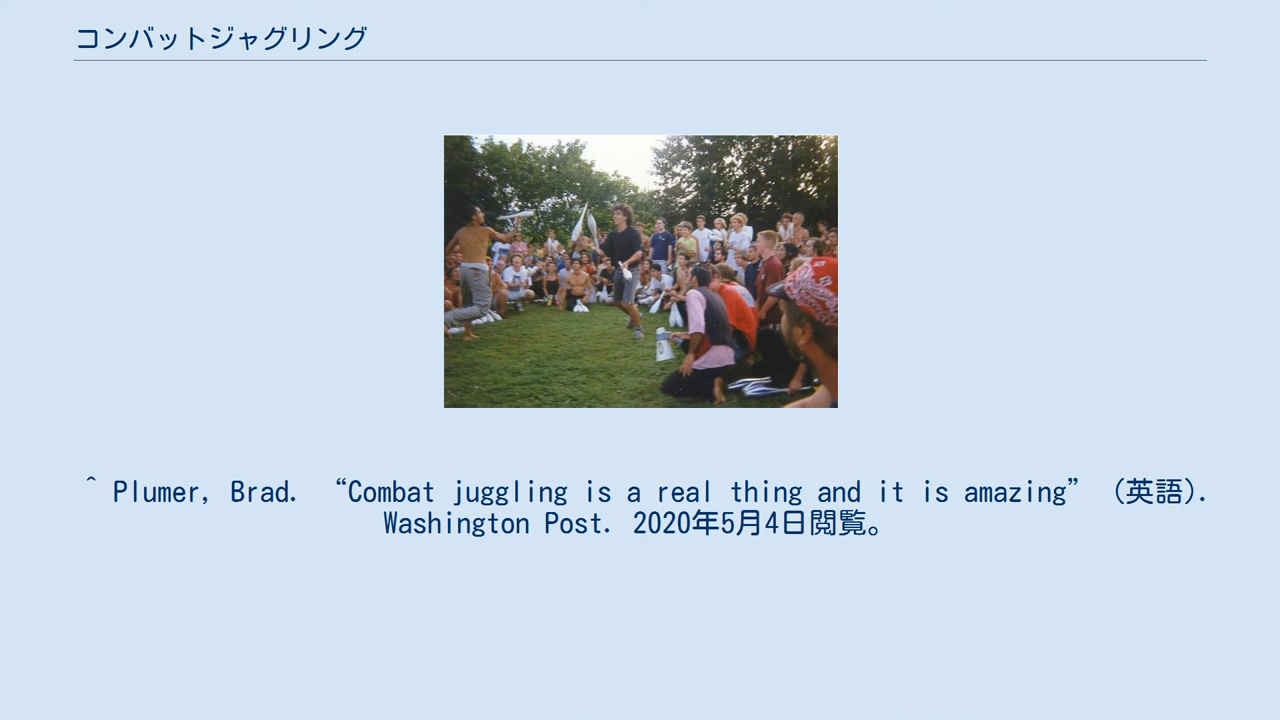 コンバットジャグリング
^ Plumer, Brad. “Combat juggling is a real thing and it is amazing” (英語).
Washington Post. 2020年5月4日閲覧。